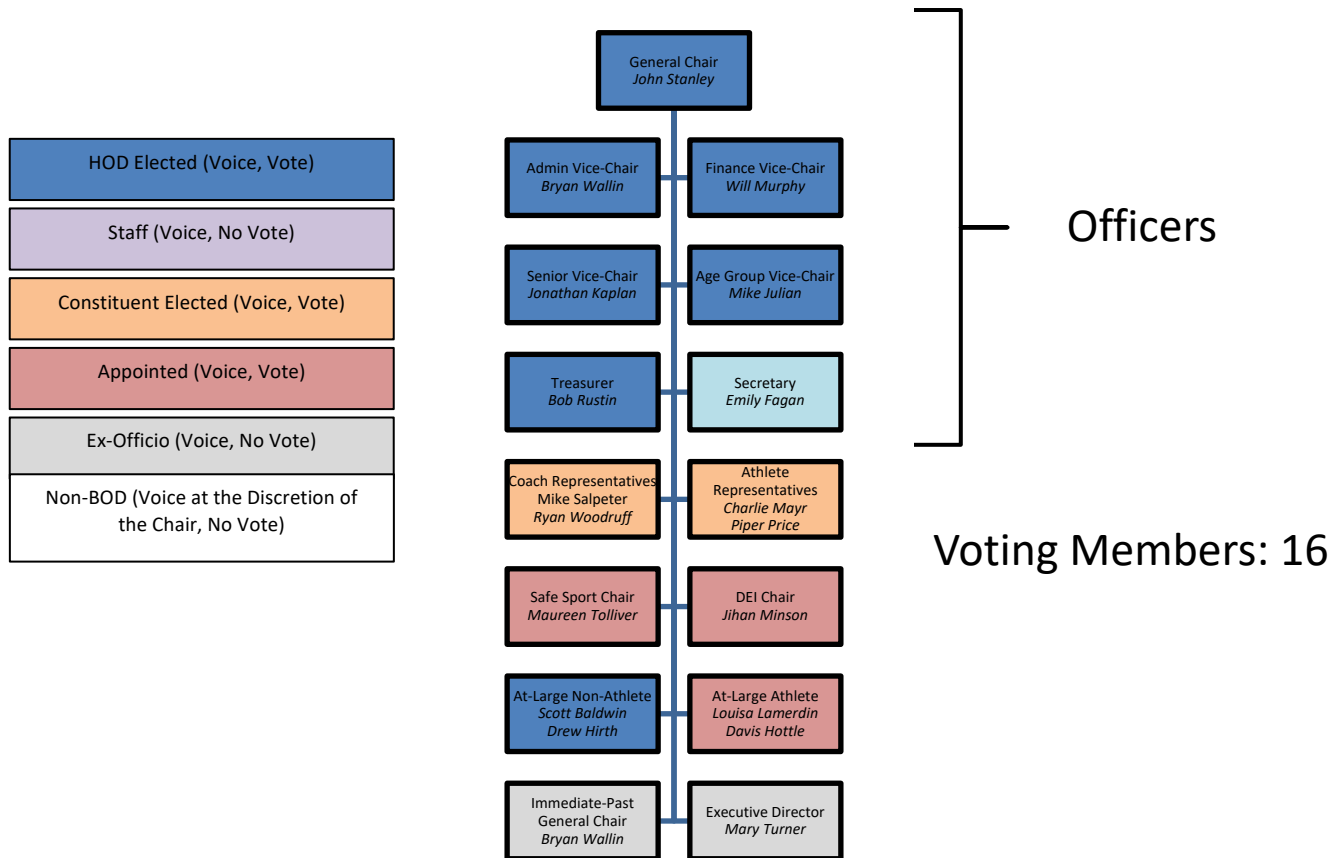 General Chair
John Stanley
HOD Elected (Voice, Vote)
Staff (Voice, No Vote)
Constituent Elected (Voice, Vote)
Appointed (Voice, Vote)
Ex-Officio (Voice, No Vote)
Non-BOD (Voice at the Discretion of
the Chair, No Vote)
Admin Vice-Chair
Bryan Wallin
Finance Vice-Chair
Will Murphy
Senior Vice-Chair
Jonathan Kaplan
Age Group Vice-Chair
Mike Julian
Treasurer
Bob Rustin
Secretary
Emily Fagan
Coach Representatives
Mike Salpeter
Ryan Woodruff
Athlete
Representatives
Charlie Mayr
Piper Price
Safe Sport Chair
Maureen Tolliver
DEI Chair
Jihan Minson
At-Large Non-Athlete
Scott Baldwin
Drew Hirth
At-Large Athlete
Louisa Lamerdin
Davis Hottle
Immediate-Past
General Chair
Bryan Wallin
Executive Director
Mary Turner
Officers
Voting Members: 16